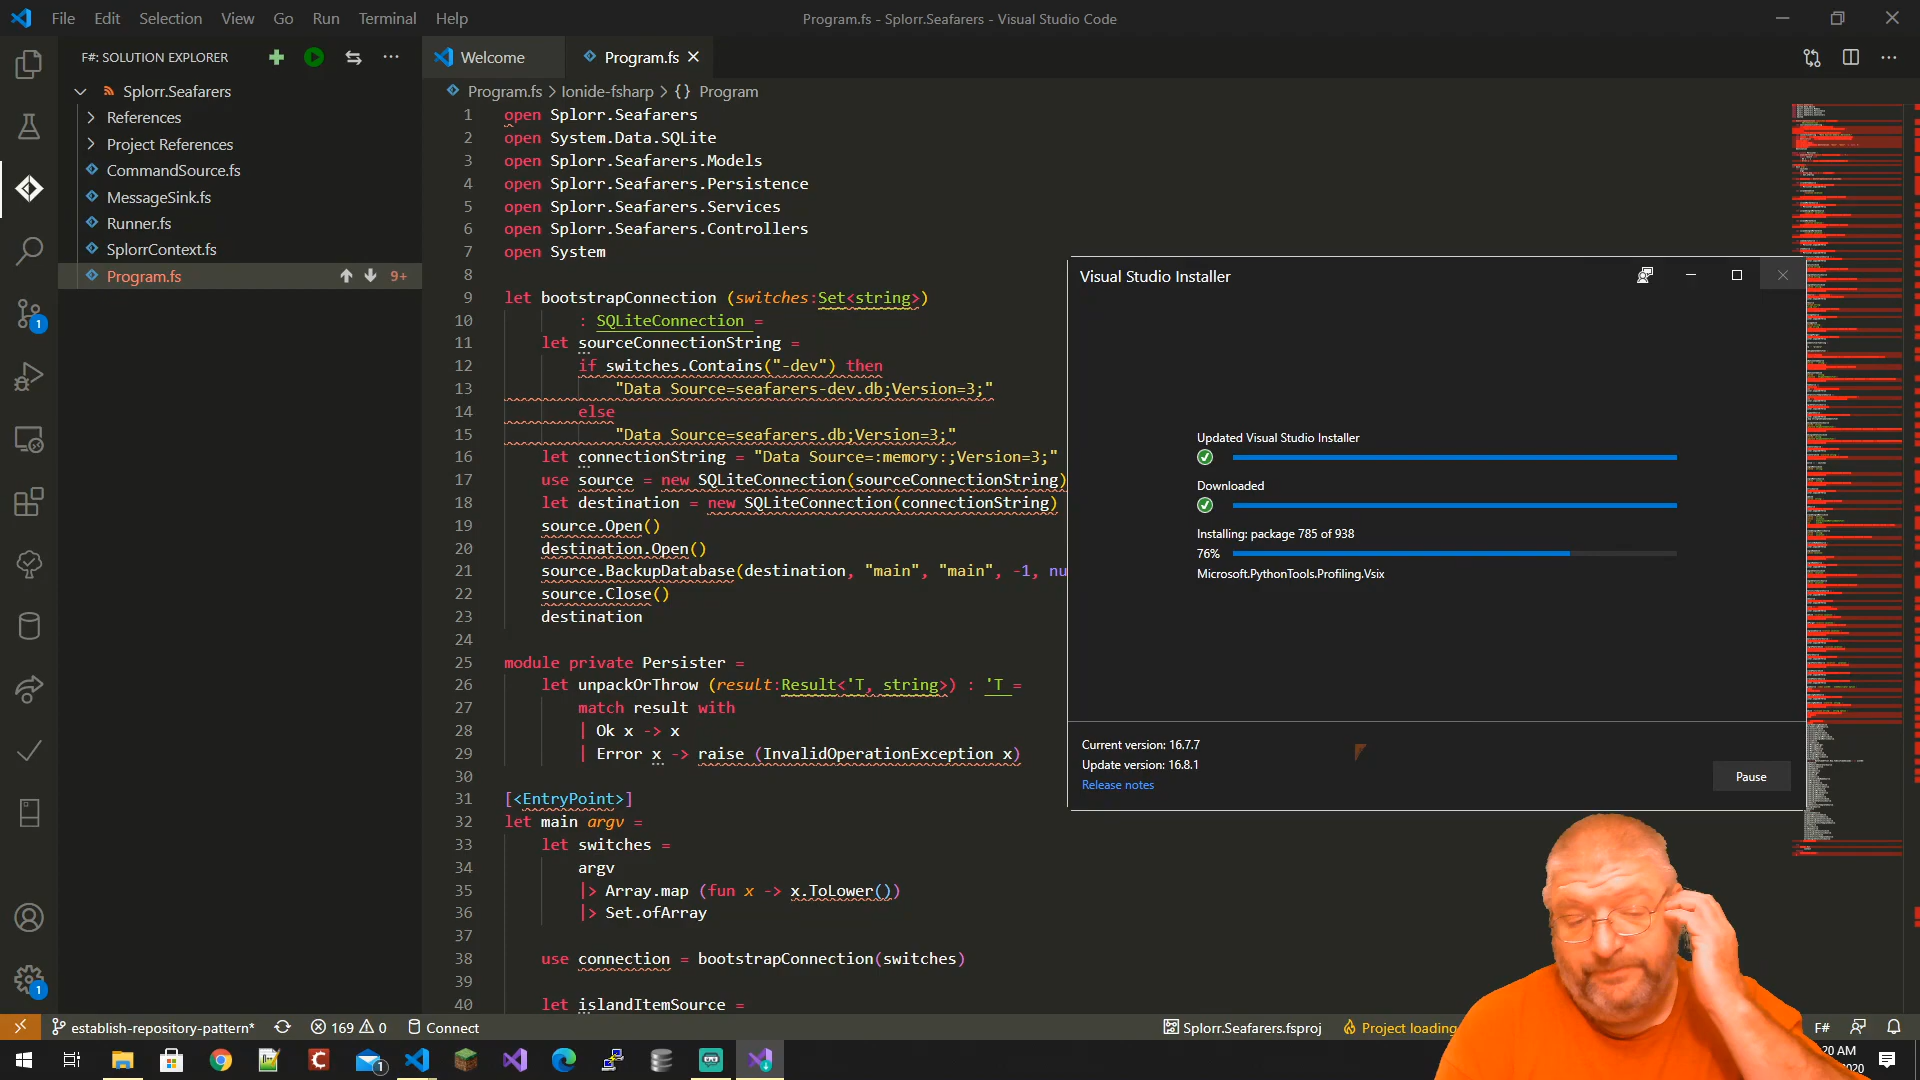 File Edit Selection View Go Run Terminal Help
Program.fs - Splorr.Seafarers - Visual Studio Code
F#: SOLUTION EXPLORER
Splorr.Seafarers
References
Project References
CommandSource.fs
MessageSink.fs
Runner.fs
SplorrContext.fs
Program.fs 9+
Welcome
Program.fs
Program.fs > Ionide-fsharp > {} Program
1 open Splorr.Seafarers
2 open System.Data.SQLite
3 open Splorr.Seafarers.Models
4 open Splorr.Seafarers.Persistence
5 open Splorr.Seafarers.Services
6 open Splorr.Seafarers.Controllers
7 open System
8
9 let bootstrapConnection (switches:Set<string>)
10 : SQLiteConnection =
11 let sourceConnectionString =
12 if switches.Contains("-dev") then
13 "Data Source=seafarers-dev.db;Version=3;"
14 else
15 "Data Source=seafarers.db;Version=3;"
16 let connectionString = "Data Source=:memory:;Version=3;"
17 use source = new SQLiteConnection(sourceConnectionString)
18 let destination = new SQLiteConnection(connectionString)
19 source.Open()
20 destination.Open()
21 source.BackupDatabase(destination, "main", "main", -1, nu
22 source.Close()
23 destination
24
25 module private Persister =
26 let unpackOrThrow (result:Result<'T, string>) : 'T =
27 match result with
28 | Ok x -> x
29 | Error x -> raise (InvalidOperationException x)
30
31 [<EntryPoint>]
32 let main argv =
33 let switches =
34 argv
35 |> Array.map (fun x -> x.ToLower())
36 |> Set.ofArray
37
38 use connection = bootstrapConnection(switches)
39
40 let islandItemSource =
Visual Studio Installer
Updated Visual Studio Installer
Downloaded
Installing: package 785 of 938
76%
Microsoft.PythonTools.Profiling.Vsix
Current version: 16.7.7
Update version: 16.8.1
Release notes
Pause
1
1
establish-repository-pattern* 169 0 Connect
Splorr.Seafarers.fsproj Project loading F#
1
:20 AM
2020